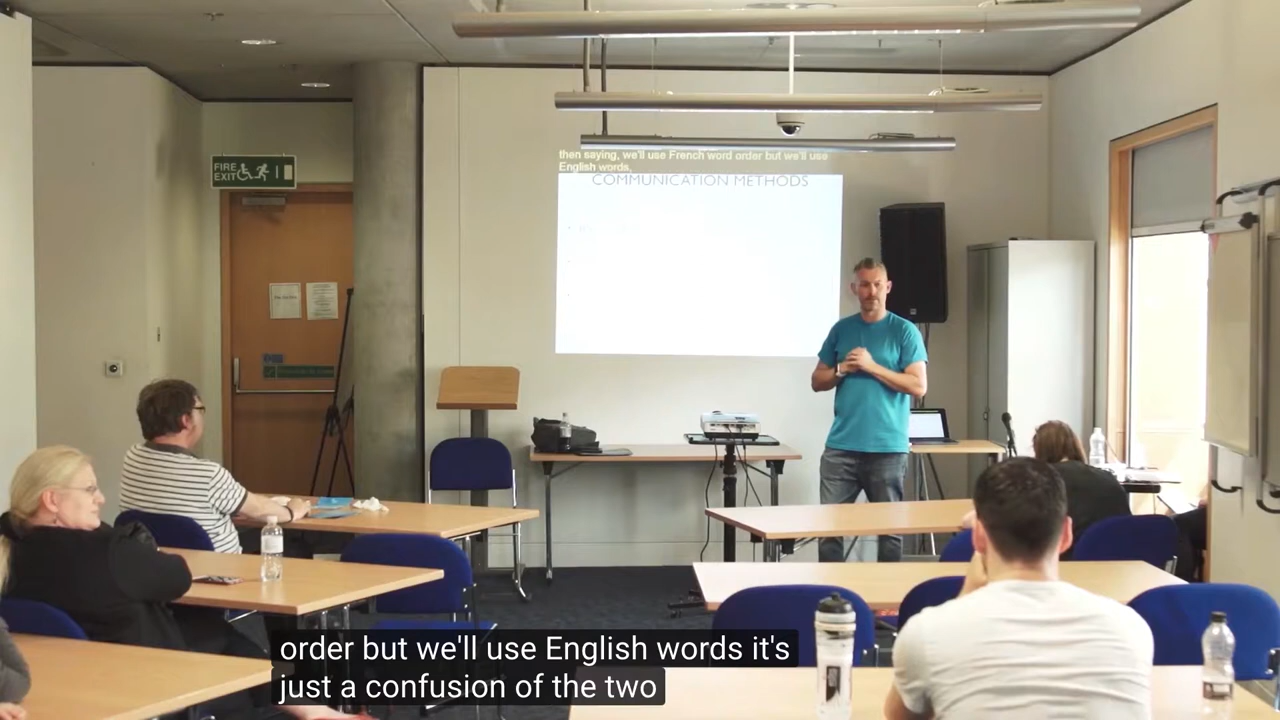 then saying, we'll use French word order but we'll use
English words,
COMMUNICATION METHODS
FIRE
EXIT
order but we'll use English words it's
just a confusion of the two